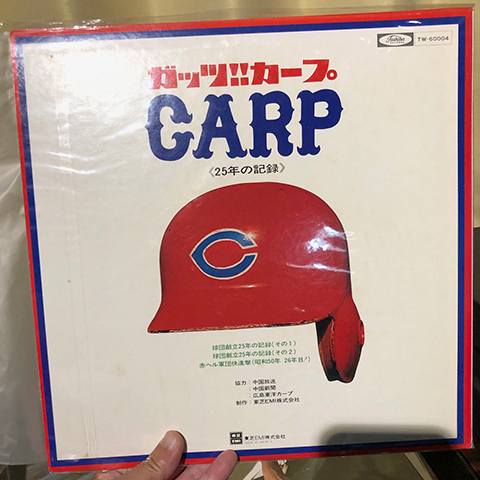 Toshiba
TW-60004
ガッツ!!カープ
CARP
《25年の記録》
C
球団創立25年の記録(その1)
球団創立25年の記録(その2)
赤ヘル軍団快進撃(昭和50年 26年目!)
協力:中国放送
:中国新聞
:広島東洋カープ
制作:東芝EMI株式会社
東芝EMI株式会社